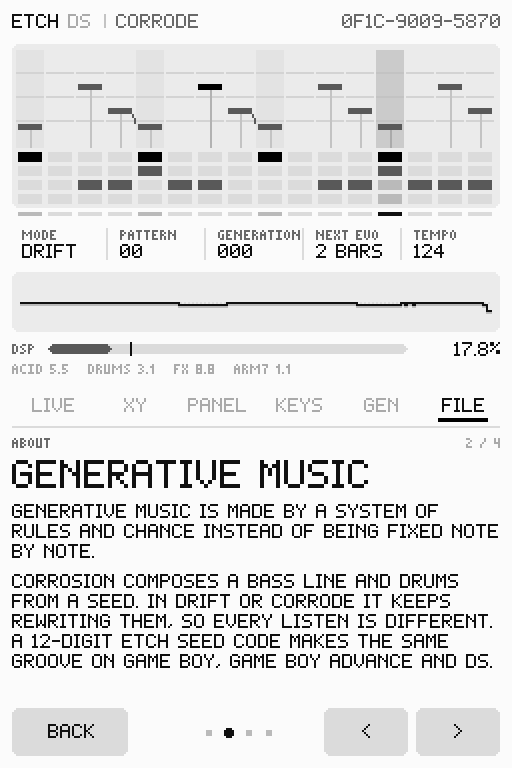 ETCH DS | CORRODE 0F1C-9009-5870
MODE PATTERN GENERATION NEXT EVO TEMPO
DRIFT 00 000 2 BARS 124
DSP 17.8%
ACID 5.5 DRUMS 3.1 FX 8.8 ARM7 1.1
LIVE XY PANEL KEYS GEN FILE
ABOUT 2 / 4
GENERATIVE MUSIC
GENERATIVE MUSIC IS MADE BY A SYSTEM OF
RULES AND CHANCE INSTEAD OF BEING FIXED NOTE
BY NOTE.
CORROSION COMPOSES A BASS LINE AND DRUMS
FROM A SEED. IN DRIFT OR CORRODE IT KEEPS
REWRITING THEM, SO EVERY LISTEN IS DIFFERENT.
A 12-DIGIT ETCH SEED CODE MAKES THE SAME
GROOVE ON GAME BOY, GAME BOY ADVANCE AND DS.
BACK < >